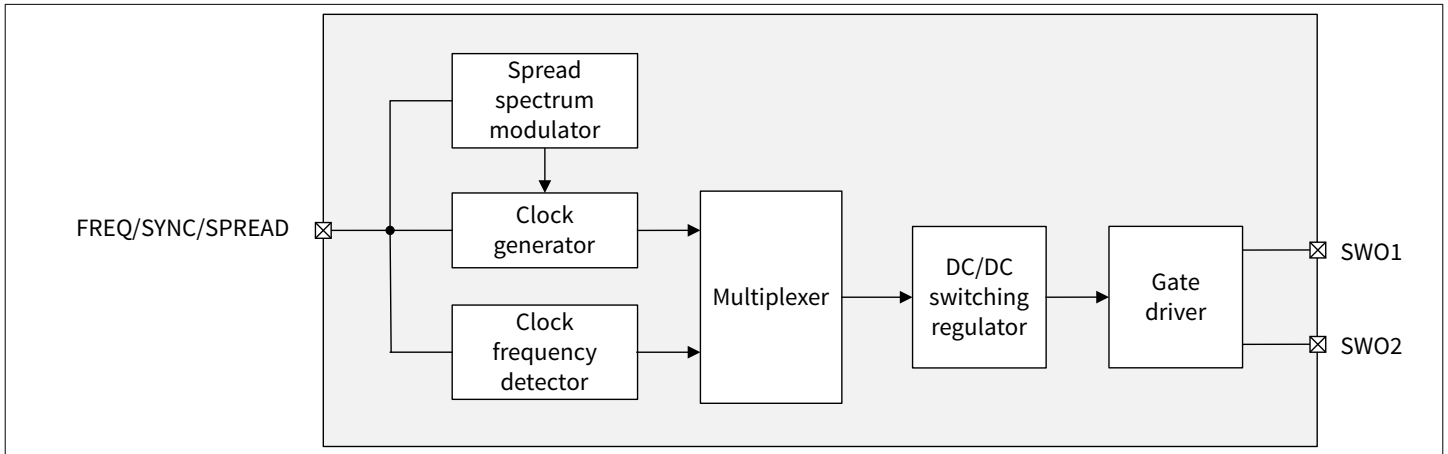 Spread
spectrum
modulator
FREQ/SYNC/SPREAD
Clock
generator
Clock
frequency
detector
Multiplexer
DC/DC
switching
regulator
Gate
driver
SWO1
SWO2